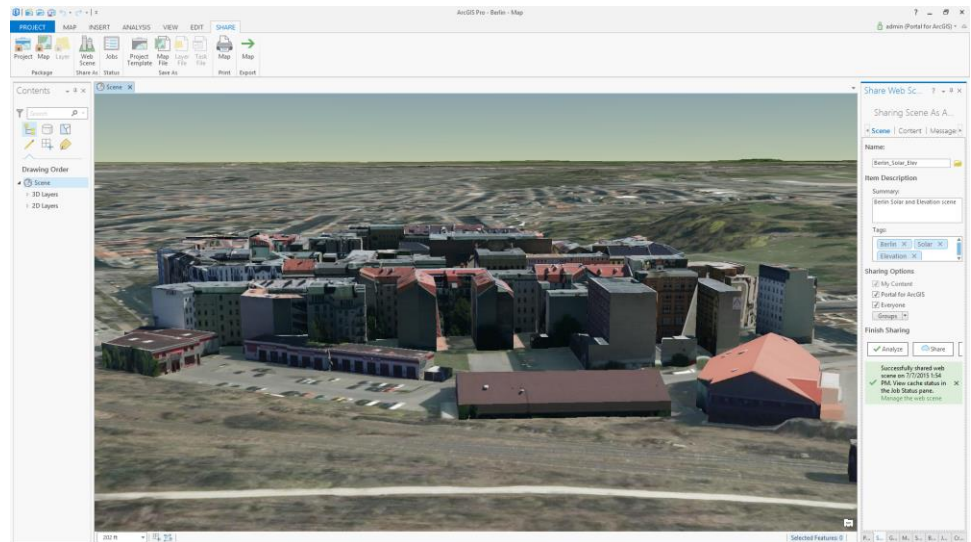 ArcGIS Pro - Berlin - Map
? _ ×
PROJECT MAP INSERT ANALYSIS VIEW EDIT SHARE
admin (Portal for ArcGIS)
Project Map Layer Web Scene Jobs Project Template Map File Layer File Task File Map Map
Package Share As Status Save As Print Export
Contents
Search
Drawing Order
Scene
3D Layers
2D Layers
Scene
202 ft
Selected Features: 0
Share Web Sc... ?
Sharing Scene As A...
Scene Content Message
Name:
Berlin_Solar_Elev
Item Description
Summary:
Berlin Solar and Elevation scene
Tags:
Berlin × Solar ×
Elevation ×
Sharing Options
My Content
Portal for ArcGIS
Everyone
Groups
Finish Sharing
Analyze Share
Successfully shared web
scene on 7/7/2015 1:54
PM. View cache status in
the Job Status pane.
Manage the web scene
P... S... G... M... S... B... J... Cr...